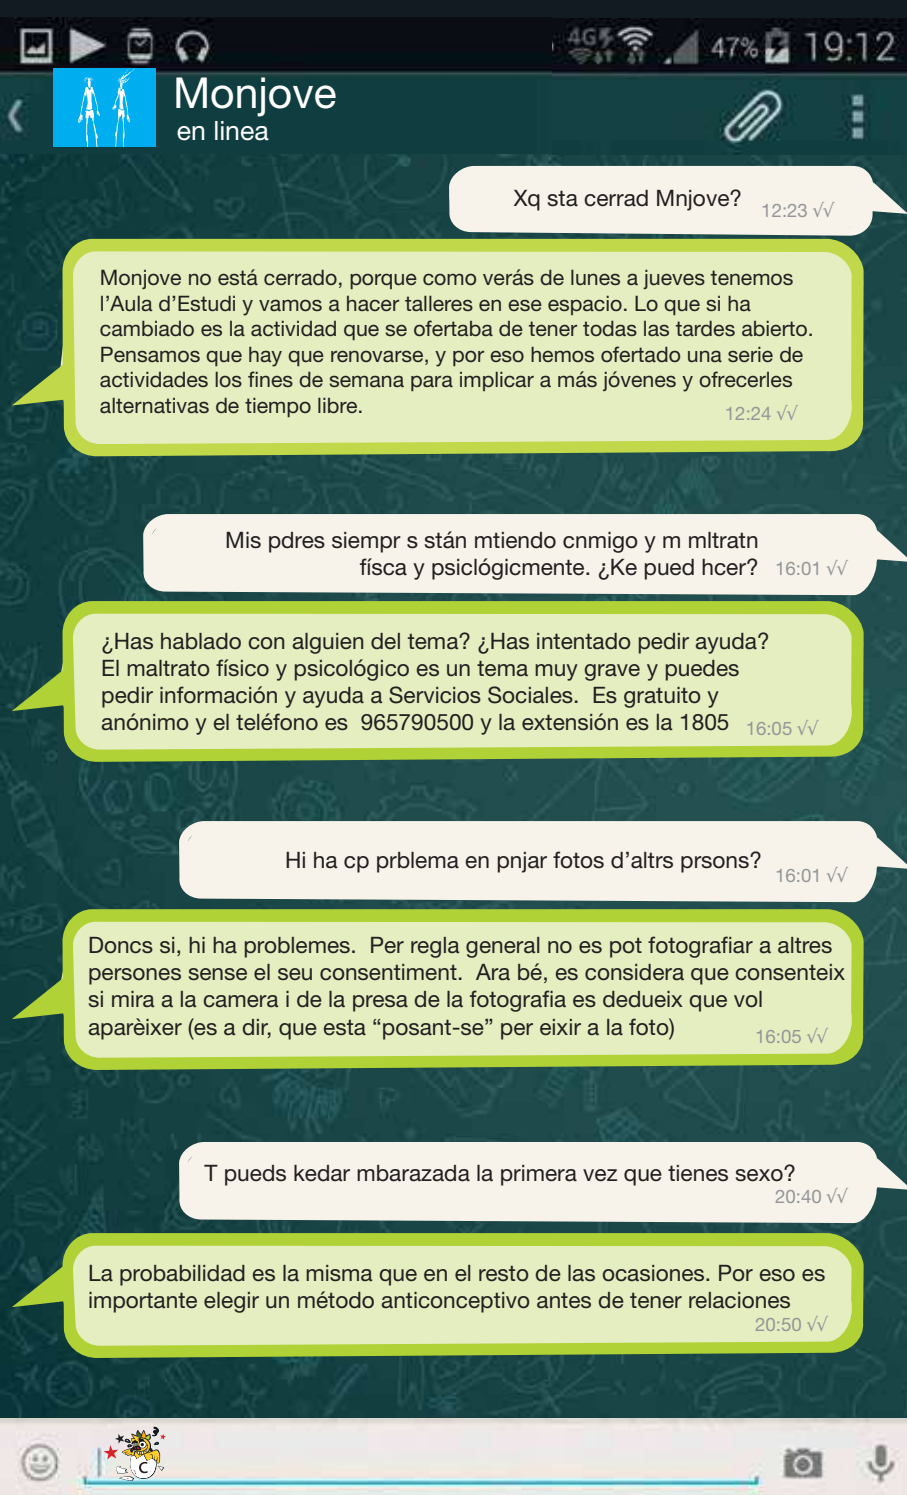 47% 19:12
4G
Monjove
en linea
Xq sta cerrad Mnjove? 12:23 √√
Monjove no está cerrado, porque como verás de lunes a jueves tenemos
l’Aula d’Estudi y vamos a hacer talleres en ese espacio. Lo que si ha
cambiado es la actividad que se ofertaba de tener todas las tardes abierto.
Pensamos que hay que renovarse, y por eso hemos ofertado una serie de
actividades los fines de semana para implicar a más jóvenes y ofrecerles
alternativas de tiempo libre.
12:24 √√
Mis pdres siempr s stán mtiendo cnmigo y m mltratn
físca y psiclógicmente. ¿Ke pued hcer? 16:01 √√
¿Has hablado con alguien del tema? ¿Has intentado pedir ayuda?
El maltrato físico y psicológico es un tema muy grave y puedes
pedir información y ayuda a Servicios Sociales. Es gratuito y
anónimo y el teléfono es 965790500 y la extensión es la 1805 16:05 √√
Hi ha cp prblema en pnjar fotos d’altrs prsons?
16:01 √√
Doncs si, hi ha problemes. Per regla general no es pot fotografiar a altres
persones sense el seu consentiment. Ara bé, es considera que consenteix
si mira a la camera i de la presa de la fotografia es dedueix que vol
aparèixer (es a dir, que esta “posant-se” per eixir a la foto)
16:05 √√
T pueds kedar mbarazada la primera vez que tienes sexo?
20:40 √√
La probabilidad es la misma que en el resto de las ocasiones. Por eso es
importante elegir un método anticonceptivo antes de tener relaciones
20:50 √√
C